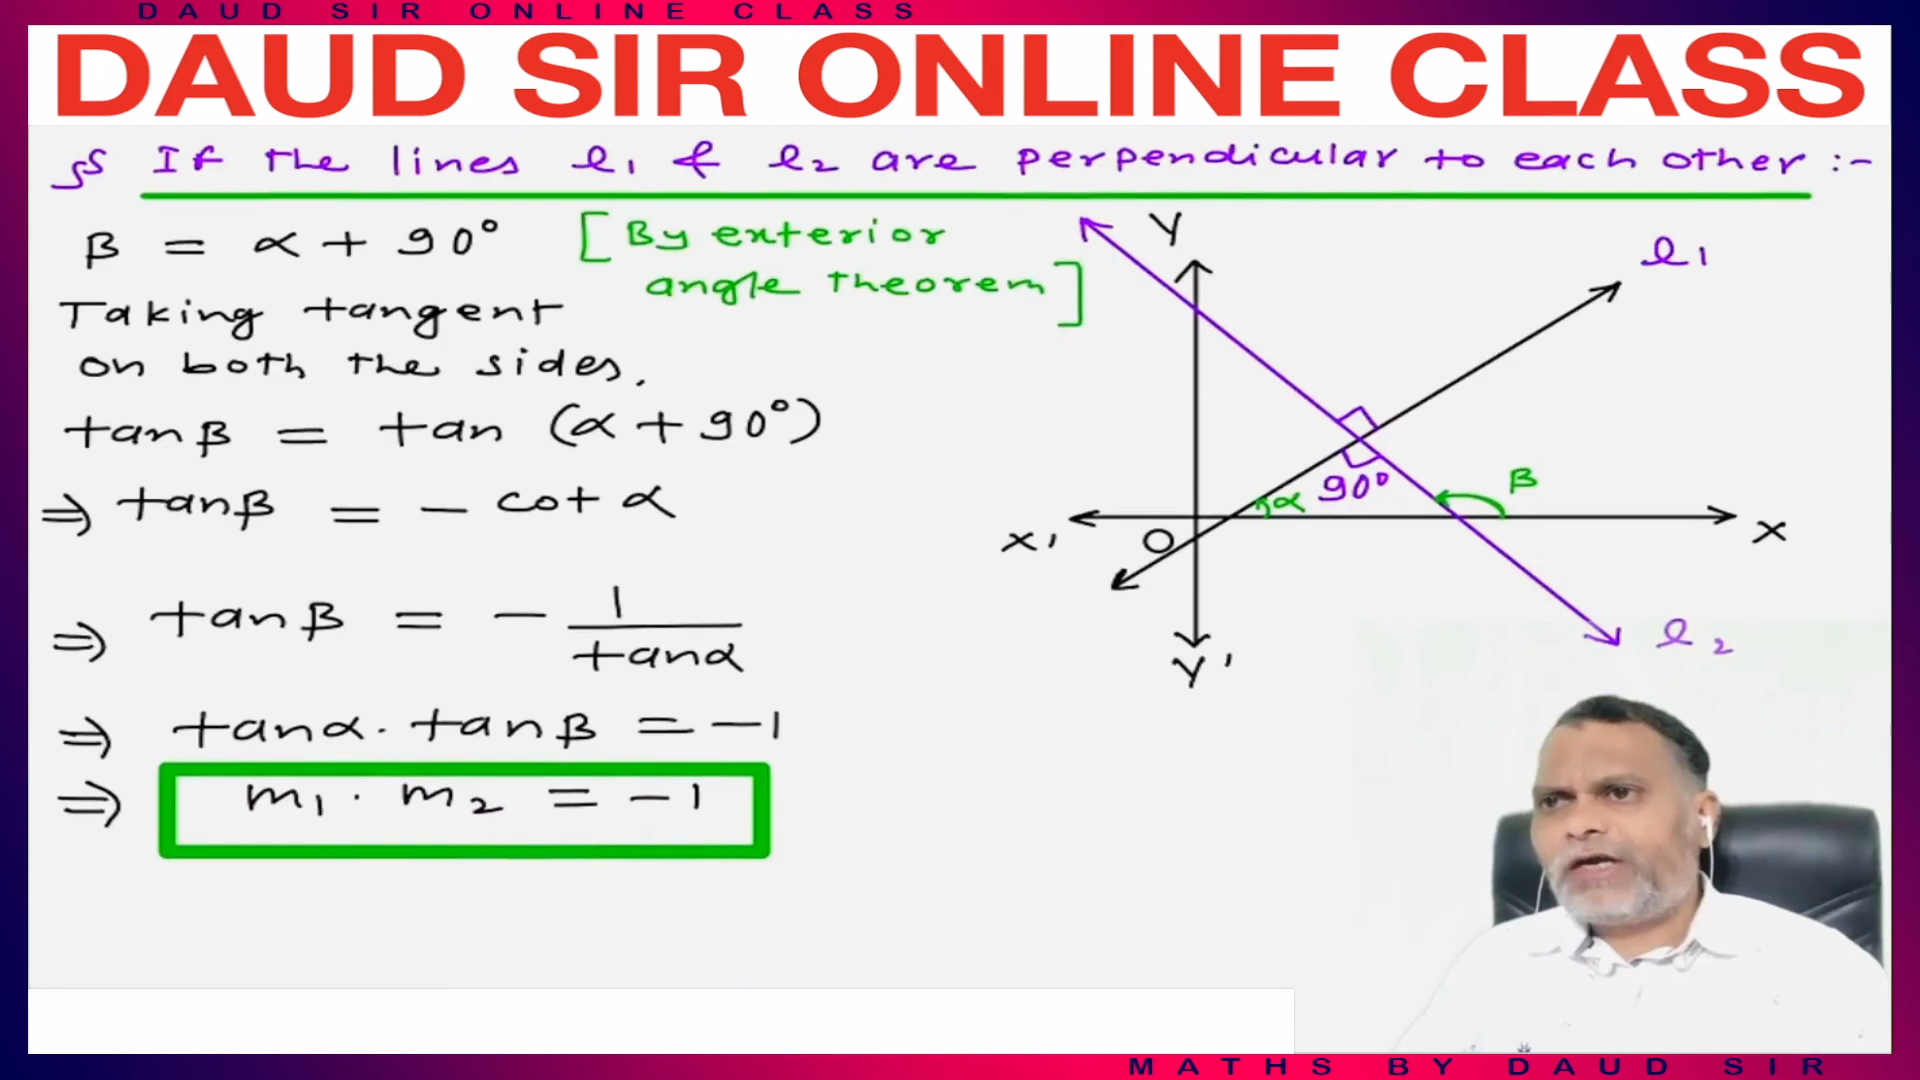 DAUD SIR ONLINE CLASS
DAUD SIR ONLINE CLASS
If the lines l1 & l2 are perpendicular to each other :-
β = α + 90° [By exterior
angle theorem]
Taking tangent
on both the sides.
tanβ = tan (α + 90°)
⇒ tanβ = - cot α
⇒ tanβ = - 1/tanα
⇒ tanα . tanβ = -1
⇒ m1 . m2 = -1
Y
l1
β
α 90°
X' O X
l2
Y'
MATHS BY DAUD SIR